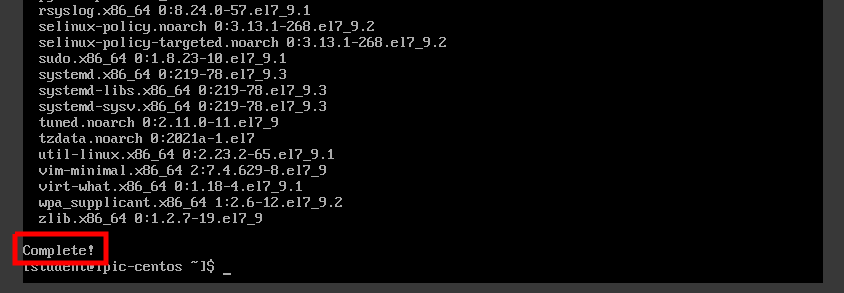 rsyslog.x86_64 0:8.24.0-57.el7_9.1
selinux-policy.noarch 0:3.13.1-268.el7_9.2
selinux-policy-targeted.noarch 0:3.13.1-268.el7_9.2
sudo.x86_64 0:1.8.23-10.el7_9.1
systemd.x86_64 0:219-78.el7_9.3
systemd-libs.x86_64 0:219-78.el7_9.3
systemd-sysv.x86_64 0:219-78.el7_9.3
tuned.noarch 0:2.11.0-11.el7_9
tzdata.noarch 0:2021a-1.el7
util-linux.x86_64 0:2.23.2-65.el7_9.1
vim-minimal.x86_64 2:7.4.629-8.el7_9
virt-what.x86_64 0:1.18-4.el7_9.1
wpa_supplicant.x86_64 1:2.6-12.el7_9.2
zlib.x86_64 0:1.2.7-19.el7_9
Complete!
[student@lpic-centos ~]$ _